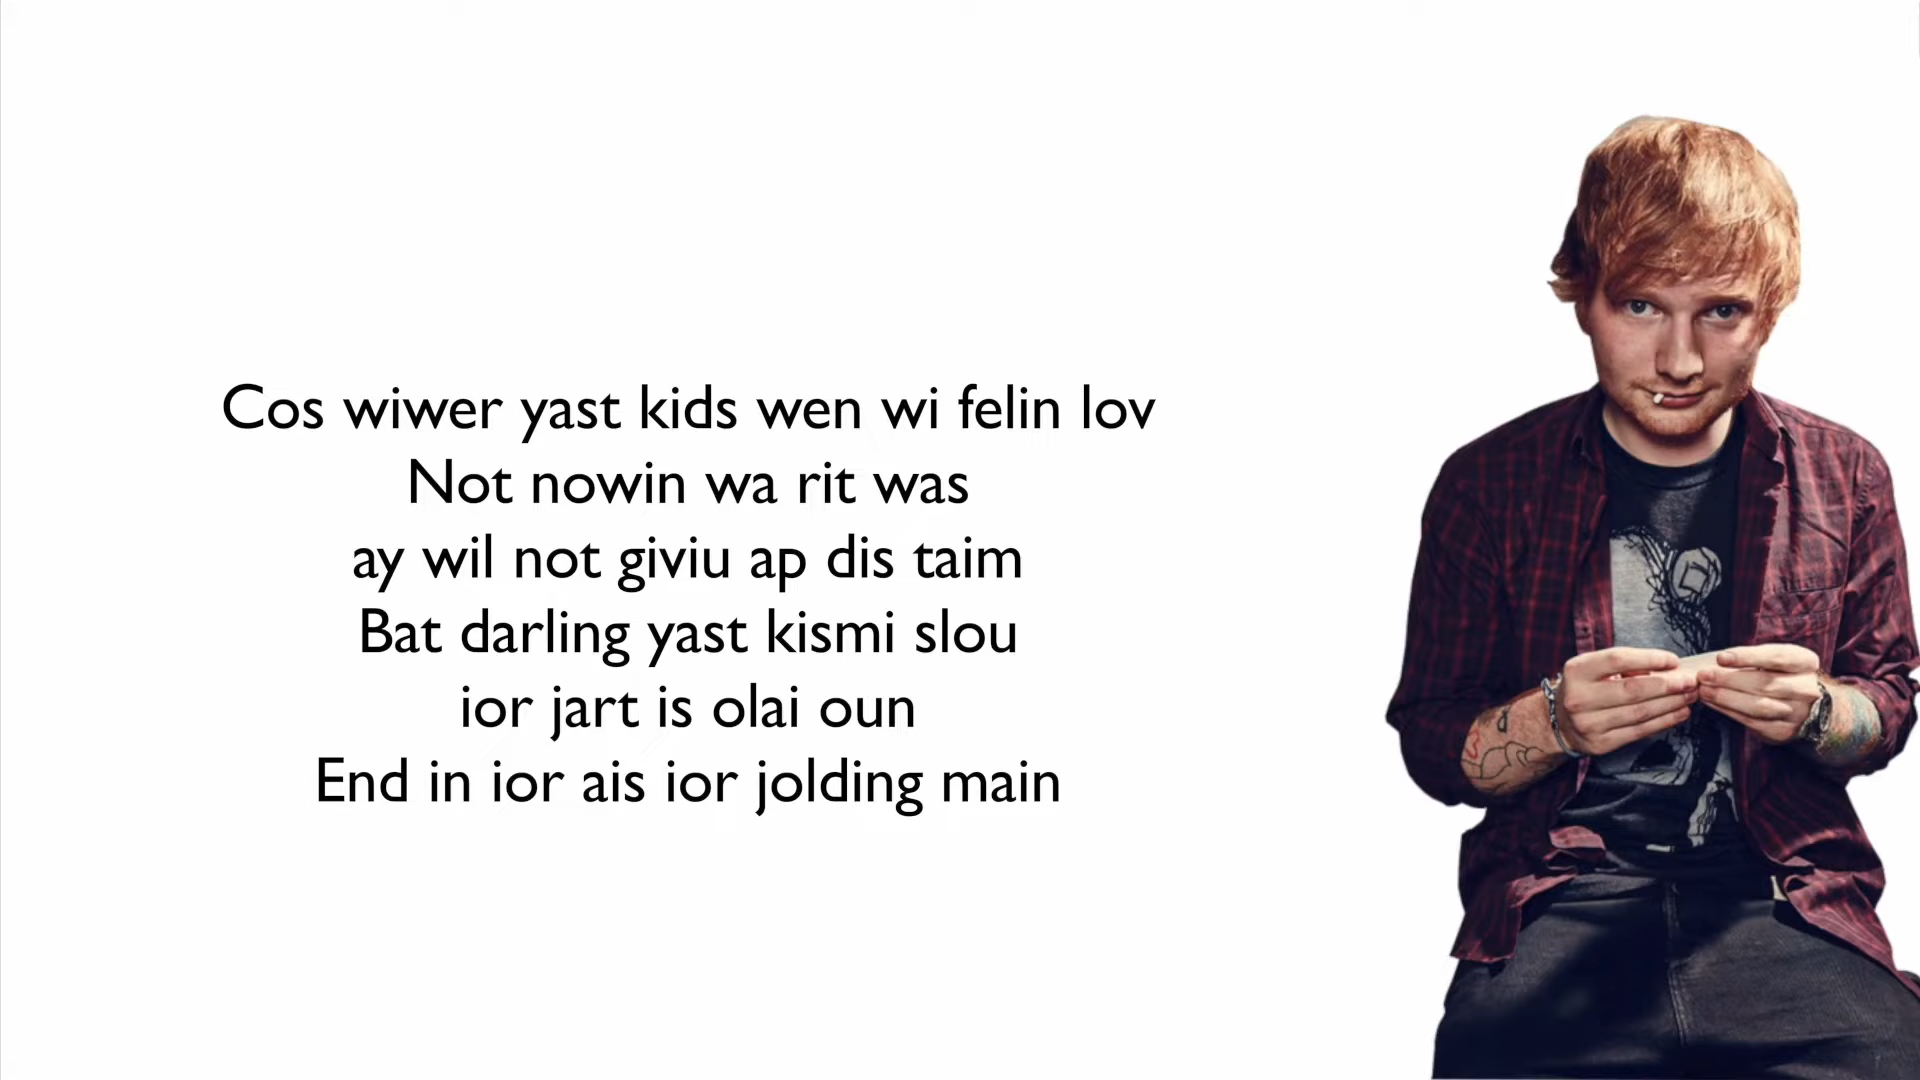 Cos wiwer yast kids wen wi felin lov
Not nowin wa rit was
ay wil not giviu ap dis taim
Bat darling yast kismi slou
ior jart is olai oun
End in ior ais ior jolding main